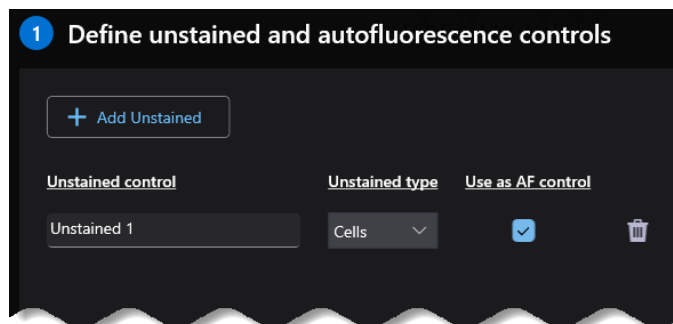 1 Define unstained and autofluorescence controls
+ Add Unstained
Unstained control Unstained type Use as AF control
Unstained 1 Cells